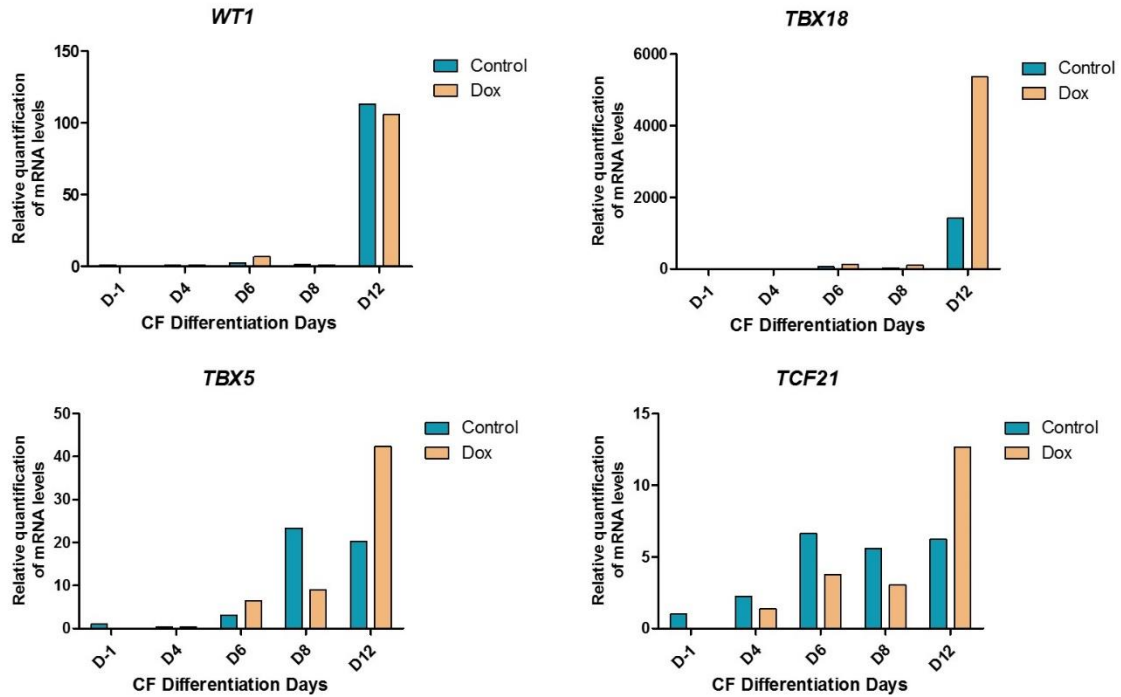 WT1
150
100
50
0
Relative quantification
of mRNA levels
D-1
D4
D6
D8
D12
CF Differentiation Days
Control
Dox
TBX18
6000
4000
2000
0
Relative quantification
of mRNA levels
D-1
D4
D6
D8
D12
CF Differentiation Days
Control
Dox
TBX5
50
40
30
20
10
0
Relative quantification
of mRNA levels
D-1
D4
D6
D8
D12
CF Differentiation Days
Control
Dox
TCF21
15
10
5
0
Relative quantification
of mRNA levels
D-1
D4
D6
D8
D12
CF Differentiation Days
Control
Dox